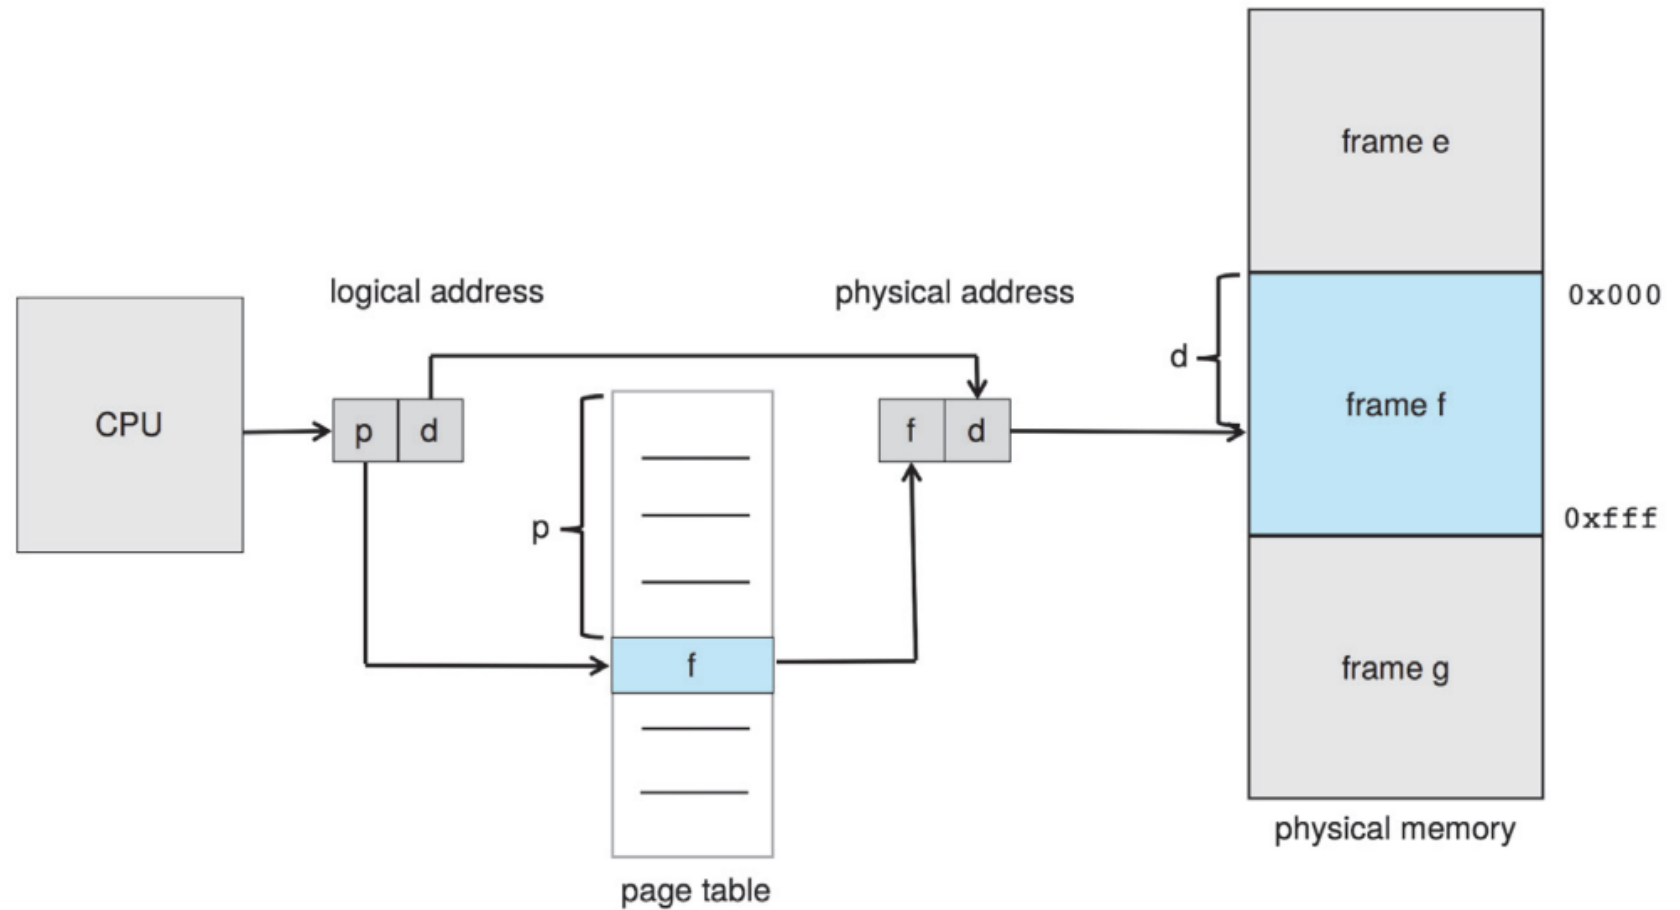 frame e
logical address
physical address
0x000
d
frame f
CPU
p d
f d
p
0xfff
f
frame g
physical memory
page table